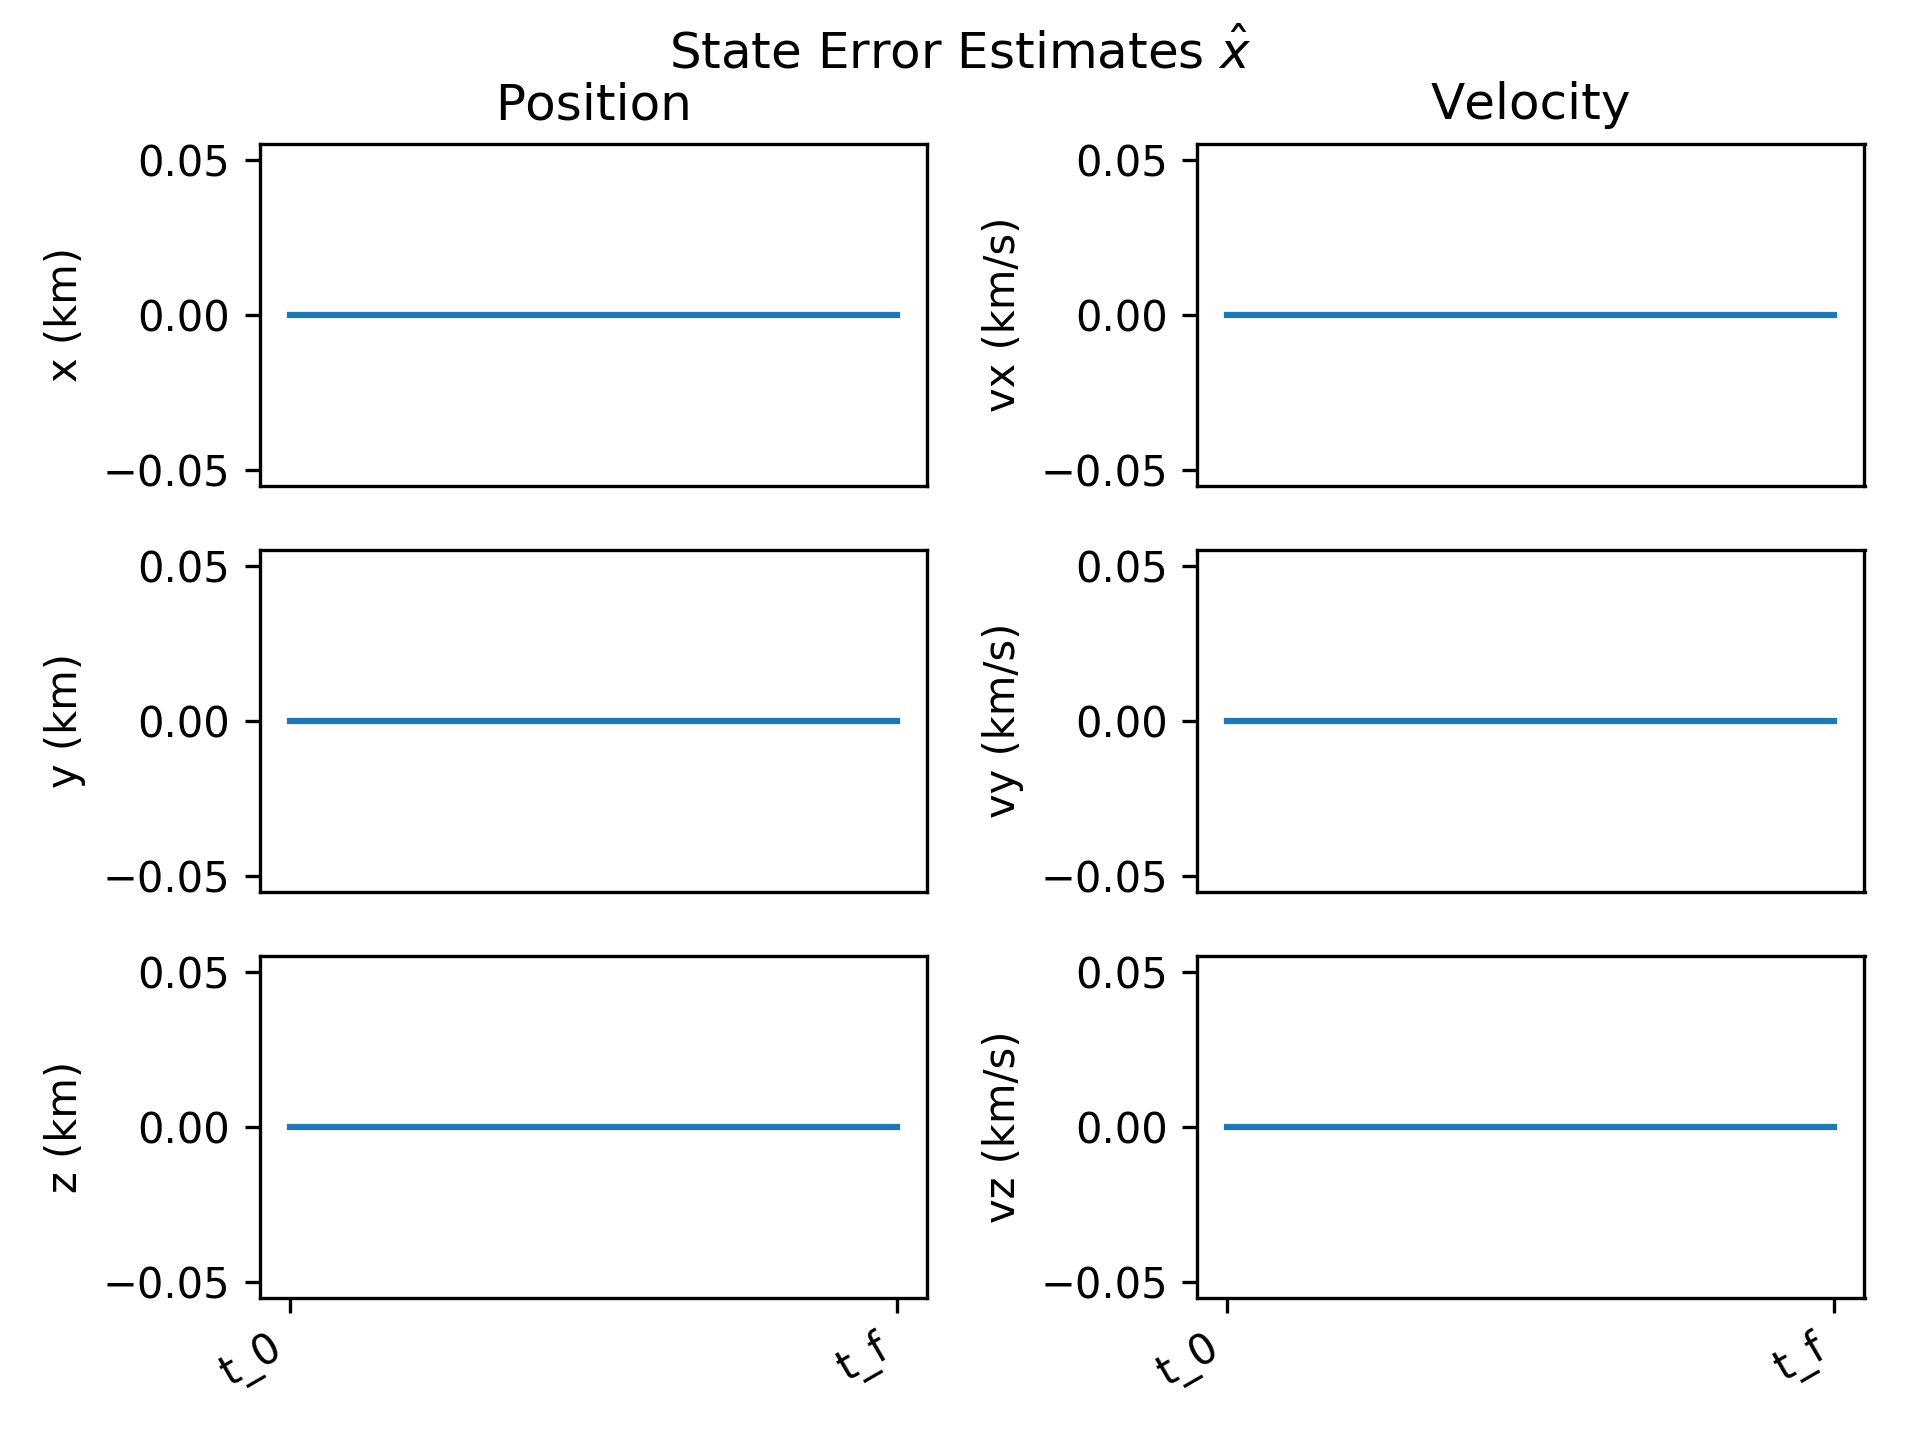 State Error Estimates x̂
Position
Velocity
0.05
x (km)
0.00
−0.05
0.05
vx (km/s)
0.00
−0.05
0.05
y (km)
0.00
−0.05
0.05
vy (km/s)
0.00
−0.05
0.05
z (km)
0.00
−0.05
t_0
t_f
0.05
vz (km/s)
0.00
−0.05
t_0
t_f